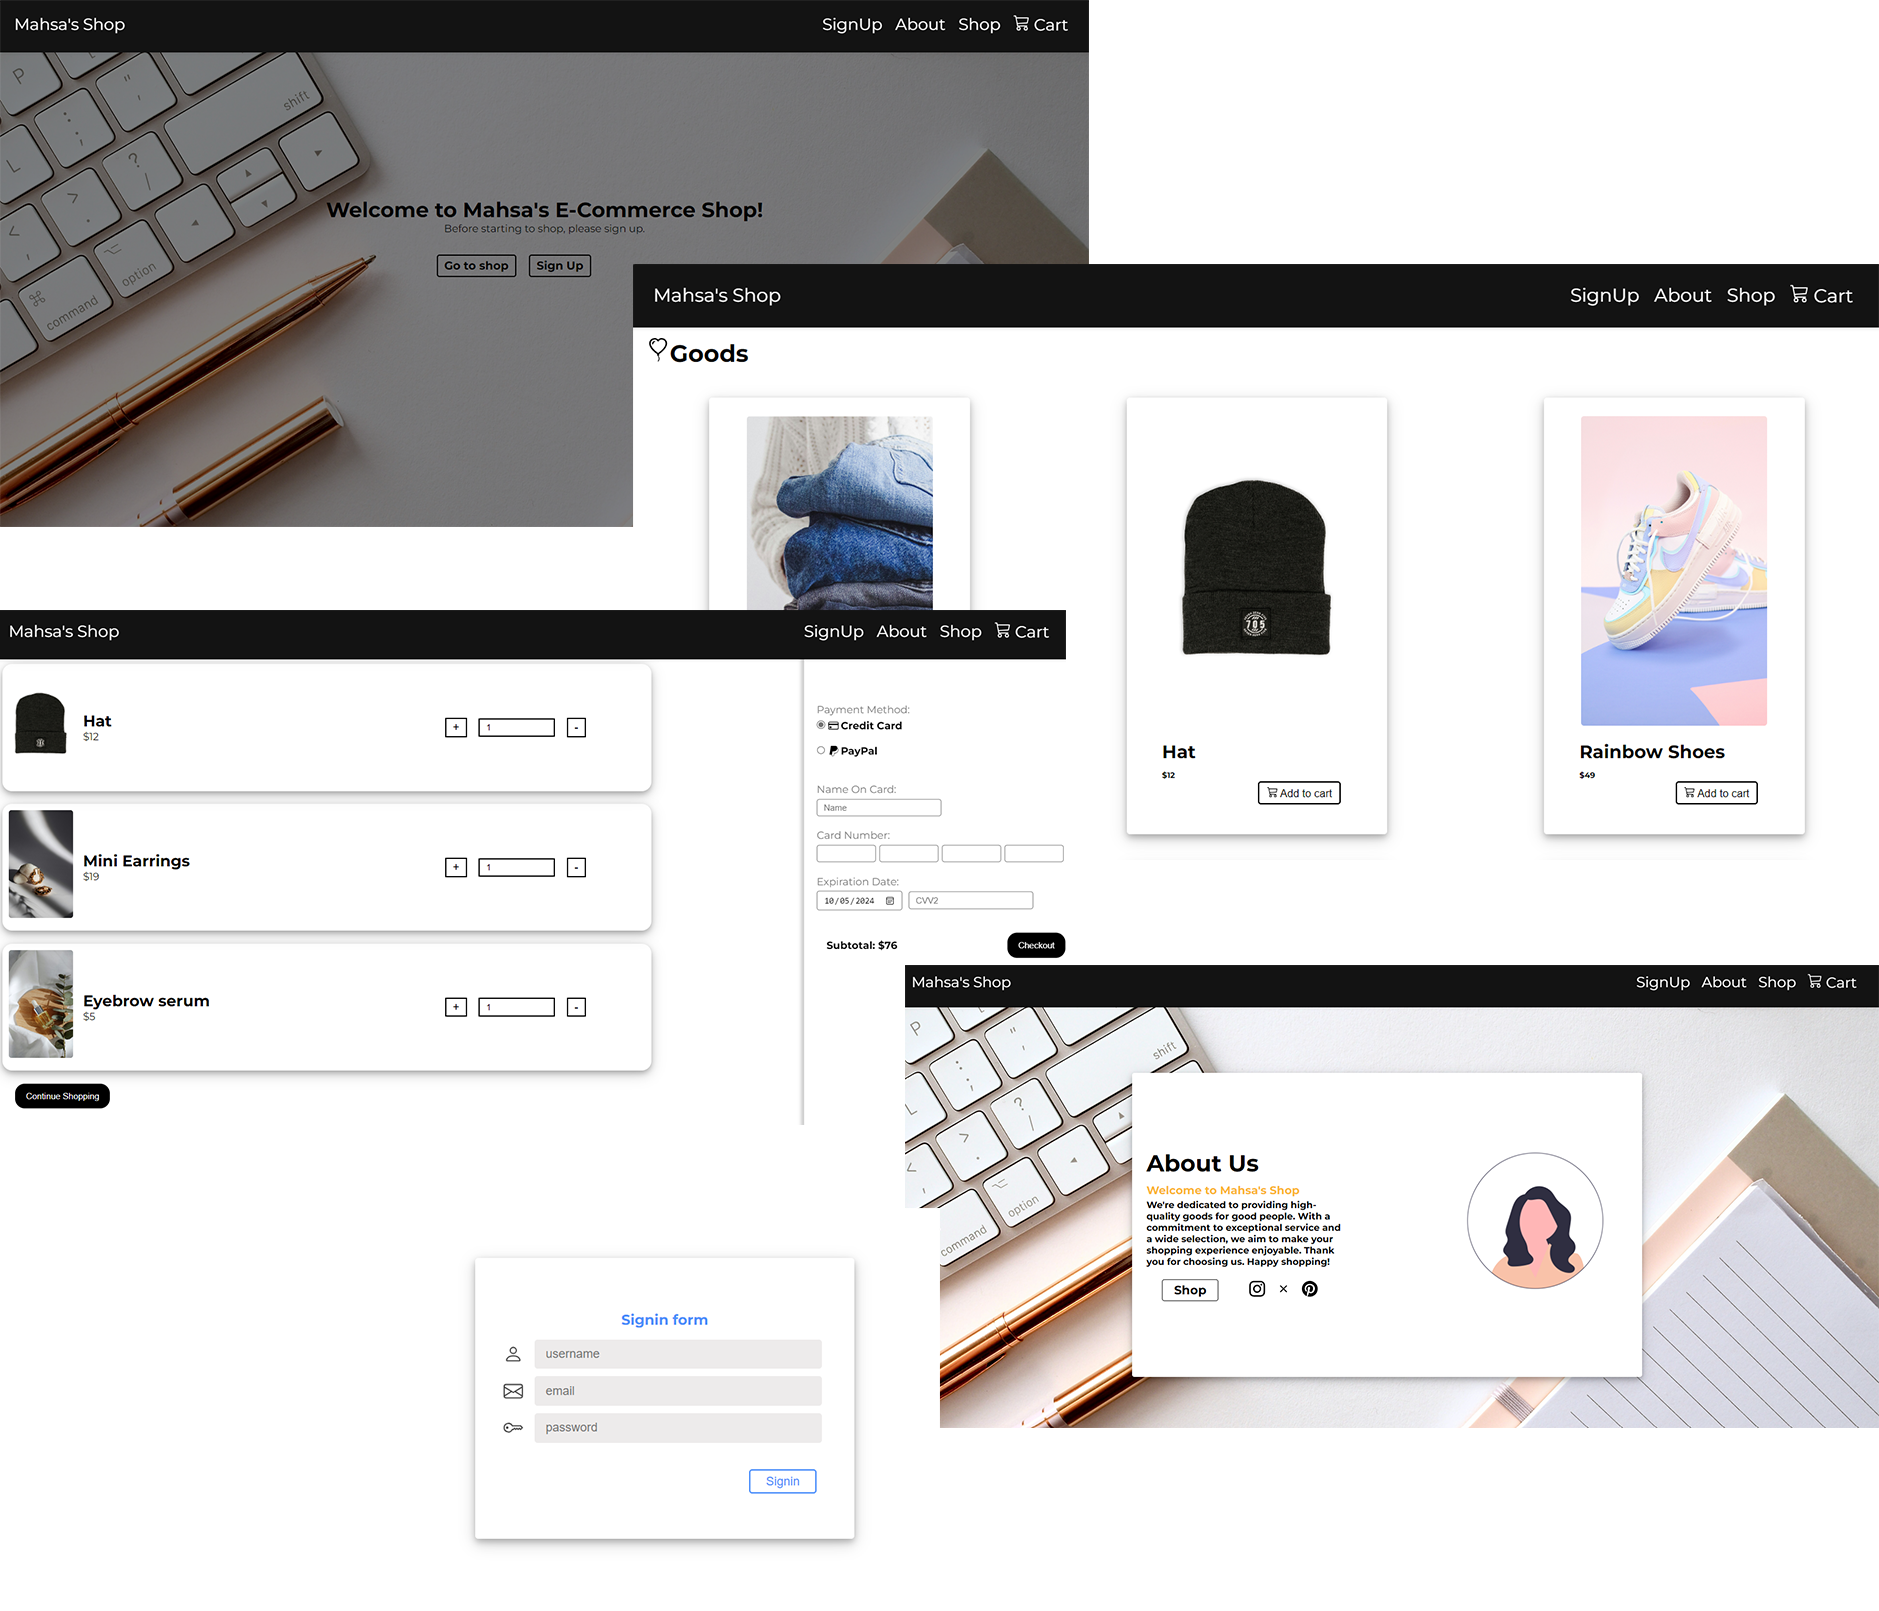 Mahsa's Shop
SignUp About Shop Cart
P
" ,
shift
: ;
L
? /
> .
<
,
option
command
Welcome to Mahsa's E-Commerce Shop!
Before starting to shop, please sign up.
Go to shop Sign Up
Mahsa's Shop
SignUp About Shop Cart
Goods
705
Hat
$12
Add to cart
Rainbow Shoes
$49
Add to cart
Mahsa's Shop
SignUp About Shop Cart
Hat
$12
+ 1 -
Mini Earrings
$19
+ 1 -
Eyebrow serum
$5
+ 1 -
Continue Shopping
Payment Method:
Credit Card
PayPal
Name On Card:
Name
Card Number:
Expiration Date:
10/05/2024 CVV2
Subtotal: $76 Checkout
Mahsa's Shop
SignUp About Shop Cart
P
" ,
shift
: ;
L
? /
> .
<
,
option
command
About Us
Welcome to Mahsa's Shop
We're dedicated to providing high-
quality goods for good people. With a
commitment to exceptional service and
a wide selection, we aim to make your
shopping experience enjoyable. Thank
you for choosing us. Happy shopping!
Shop
Signin form
username
email
password
Signin